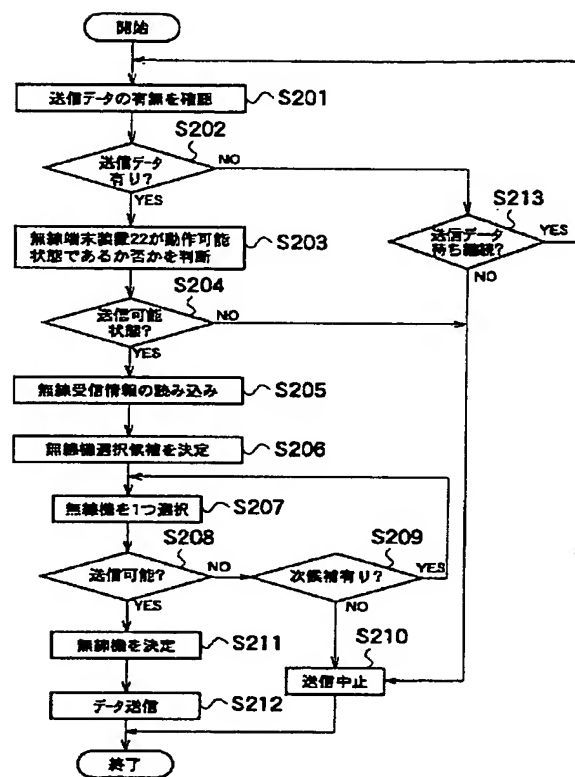 開始
送信データの有無を確認
S201
S202
送信データ
有り?
NO
YES
S213
送信データ
待ち継続?
YES
NO
無線端末装置22が動作可能
状態であるか否かを判断
S203
S204
送信可能
状態?
NO
YES
無線受信情報の読み込み
S205
無線機選択候補を決定
S206
無線機を1つ選択
S207
S208
送信可能?
NO
YES
S209
次候補有り?
YES
NO
無線機を決定
S211
S210
送信中止
データ送信
S212
終了